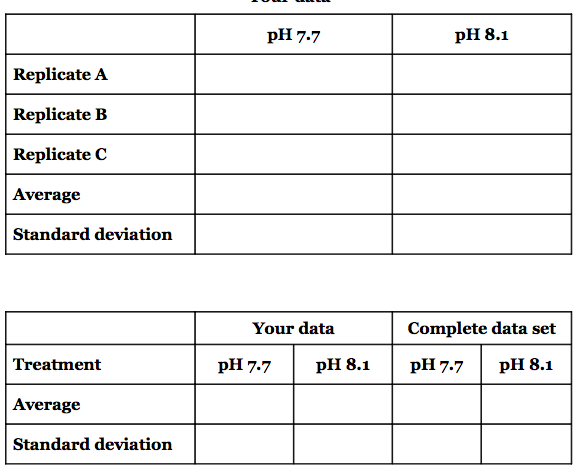 pH 7.7 pH 8.1
Replicate A
Replicate B
Replicate C
Average
Standard deviation
Your data Complete data set
Treatment pH 7.7 pH 8.1 pH 7.7 pH 8.1
Average
Standard deviation